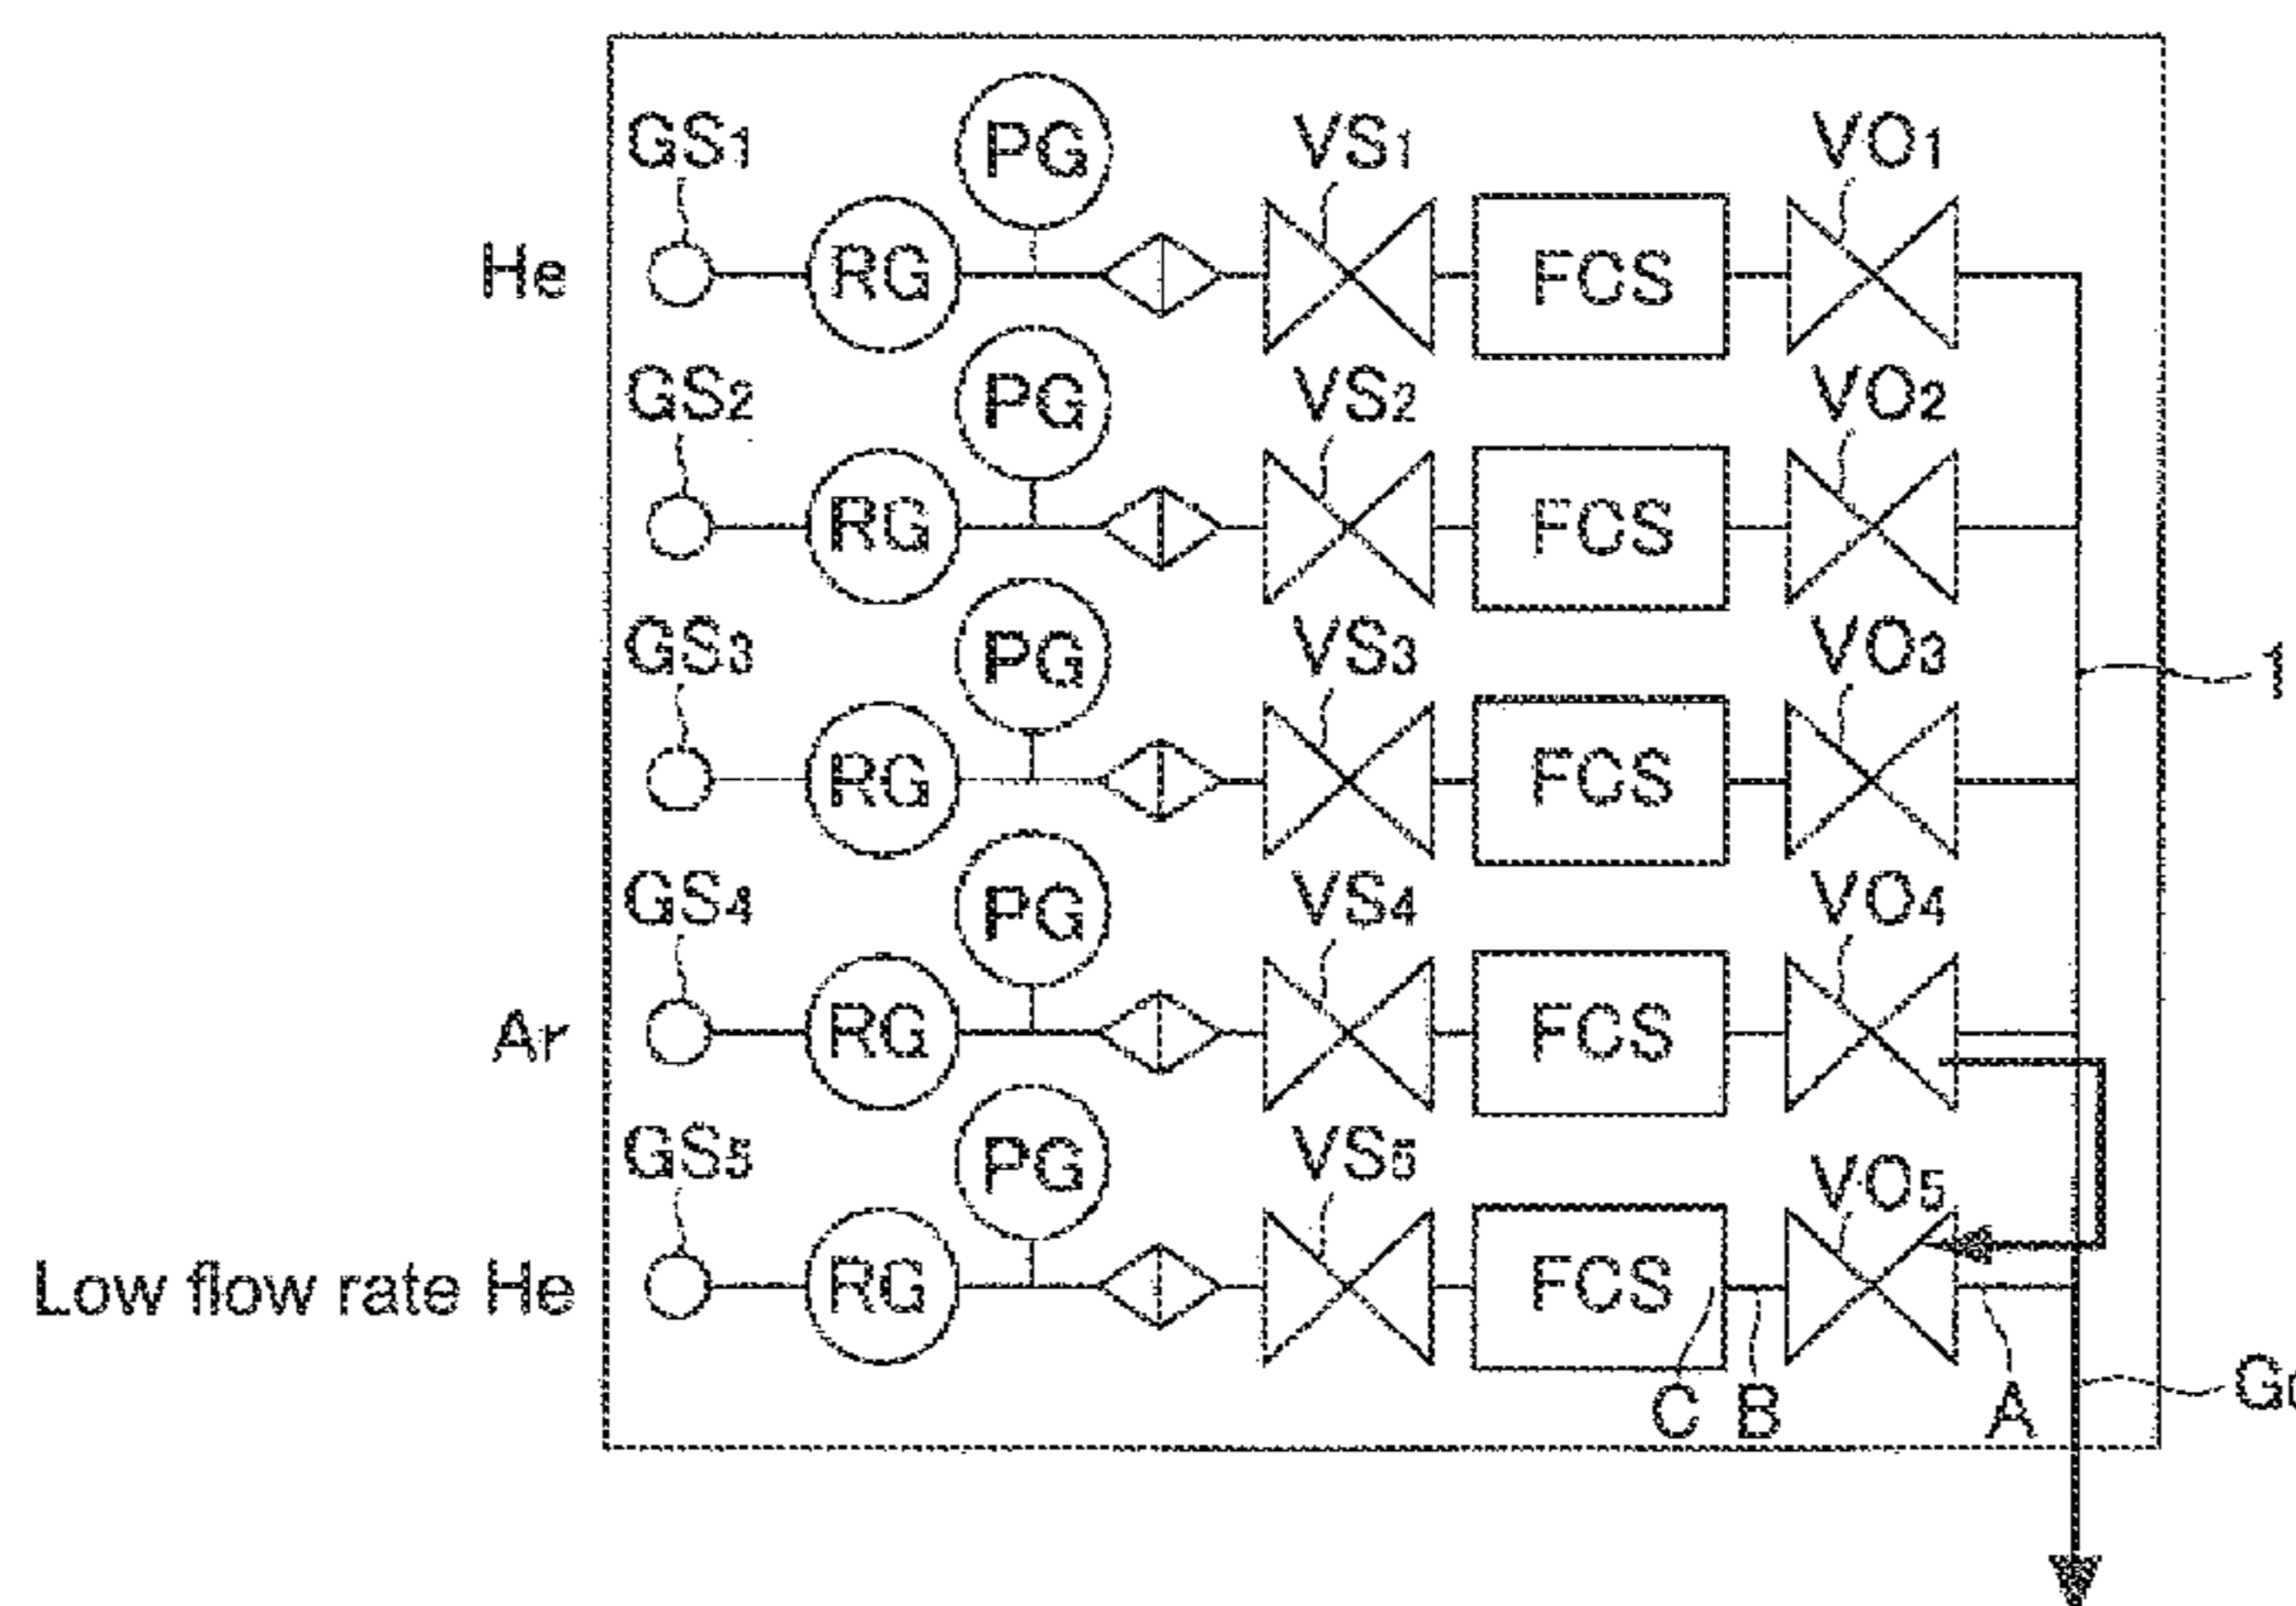 GS1 PG VS1 VO1
He RG FCS
GS2 PG VS2 VO2
RG FCS
GS3 PG VS3 VO3
1
RG FCS
GS4 PG VS4 VO4
Ar RG FCS
GS5 PG VS5 VO5
Low flow rate He RG FCS
C B A